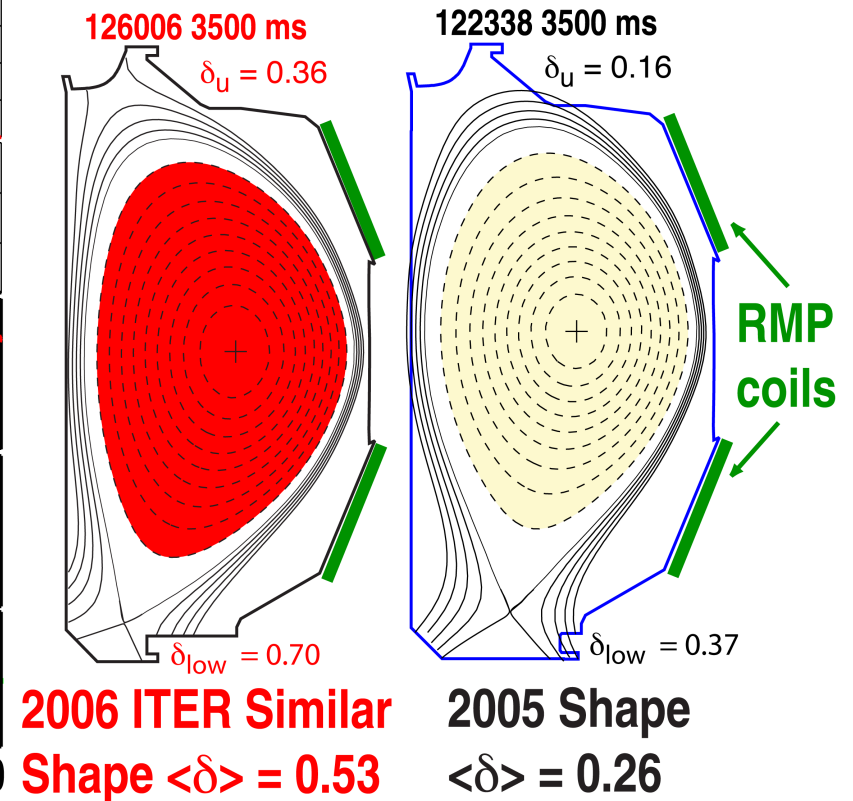 126006 3500 ms
δu = 0.36
122338 3500 ms
δu = 0.16
RMP
coils
δlow = 0.70
δlow = 0.37
2006 ITER Similar
Shape <δ> = 0.53
2005 Shape
<δ> = 0.26